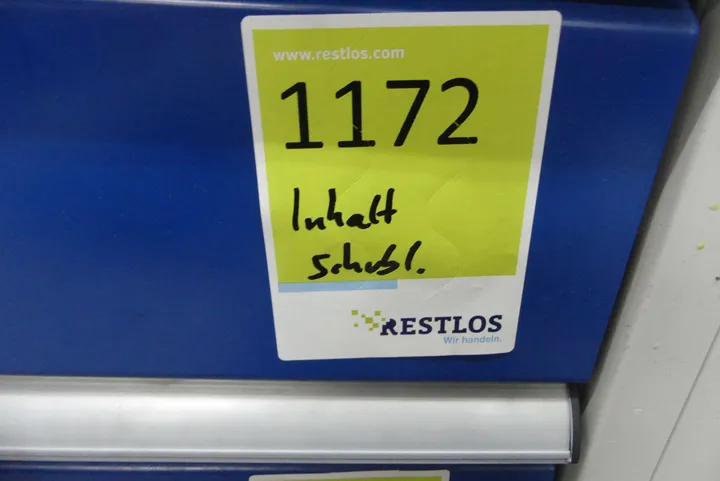 www.restlos.com
1172
Inhalt
Schubl.
RESTLOS
Wir handeln.